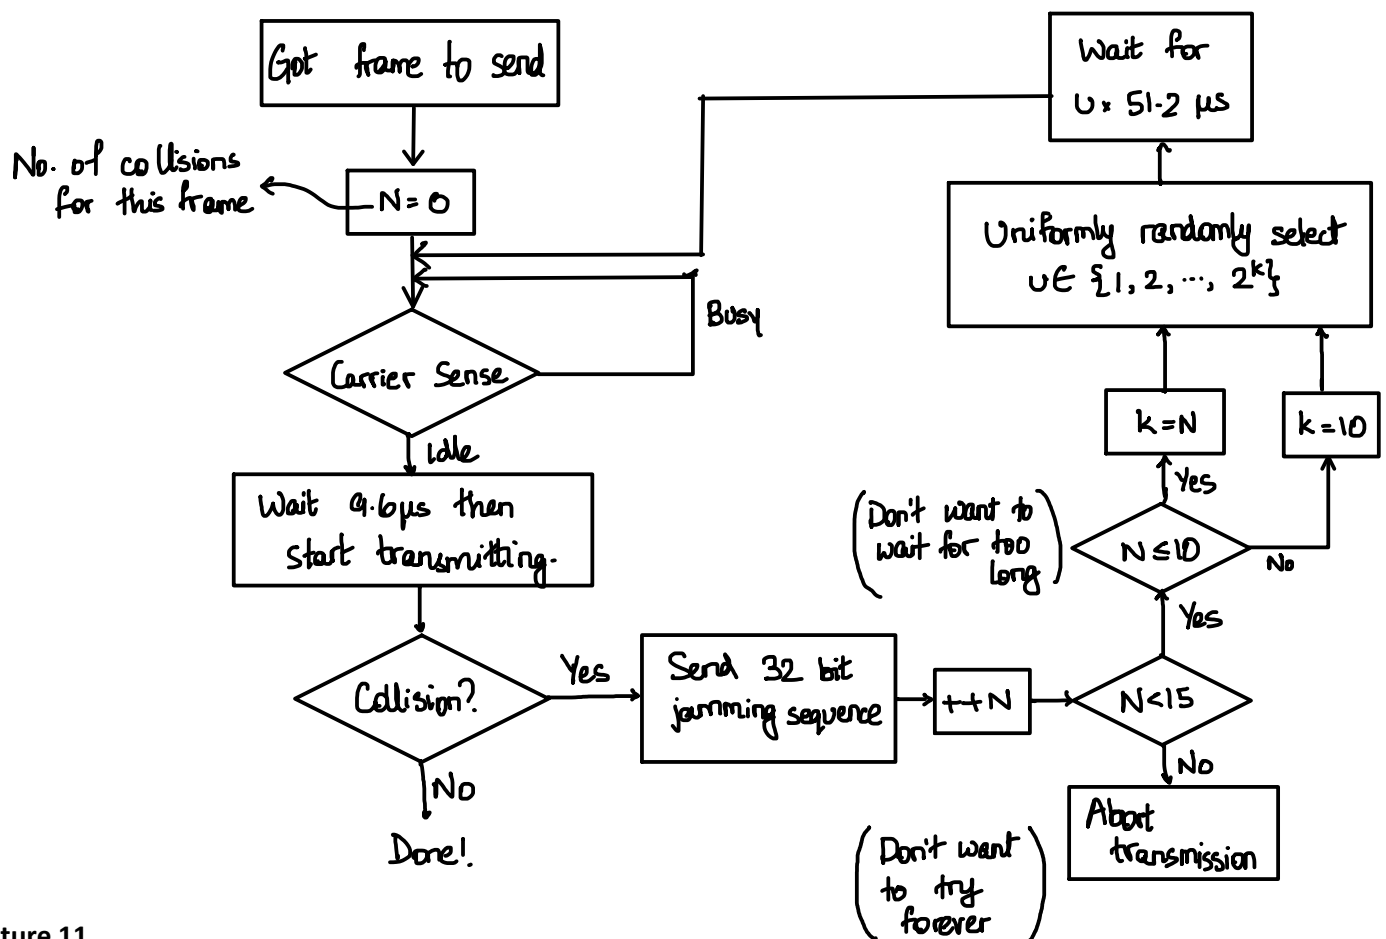 Got frame to send
No. of collisions
for this frame
N = 0
Carrier Sense
Busy
Idle
Wait 9.6μs then
start transmitting.
Collision?
Yes
No
Done!
Send 32 bit
jamming sequence
++N
N<15
No
Abort
transmission
(Don't want
to try
forever)
Yes
N≤10
(Don't want to
wait for too
long)
Yes
No
k=N
k=10
Uniformly randomly select
u∈ {1, 2, ..., 2^k}
Wait for
u × 51.2 μs
ture 11